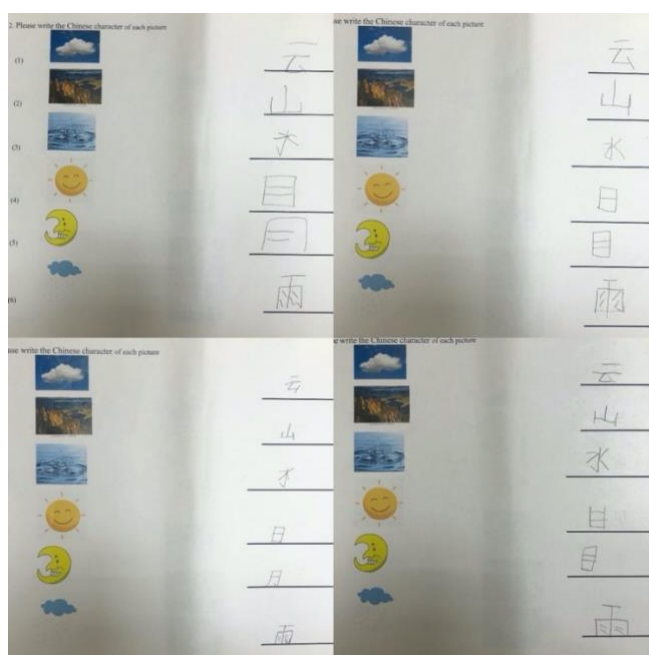 2. Please write the Chinese character of each picture
(1) 云
(2) 山
(3) 水
(4) 日
(5)
(6) 雨
se write the Chinese character of each picture
云
山
水
日
目
雨
ase write the Chinese character of each picture
云
山
水
日
月
雨
e write the Chinese character of each picture
云
山
水
目
雨